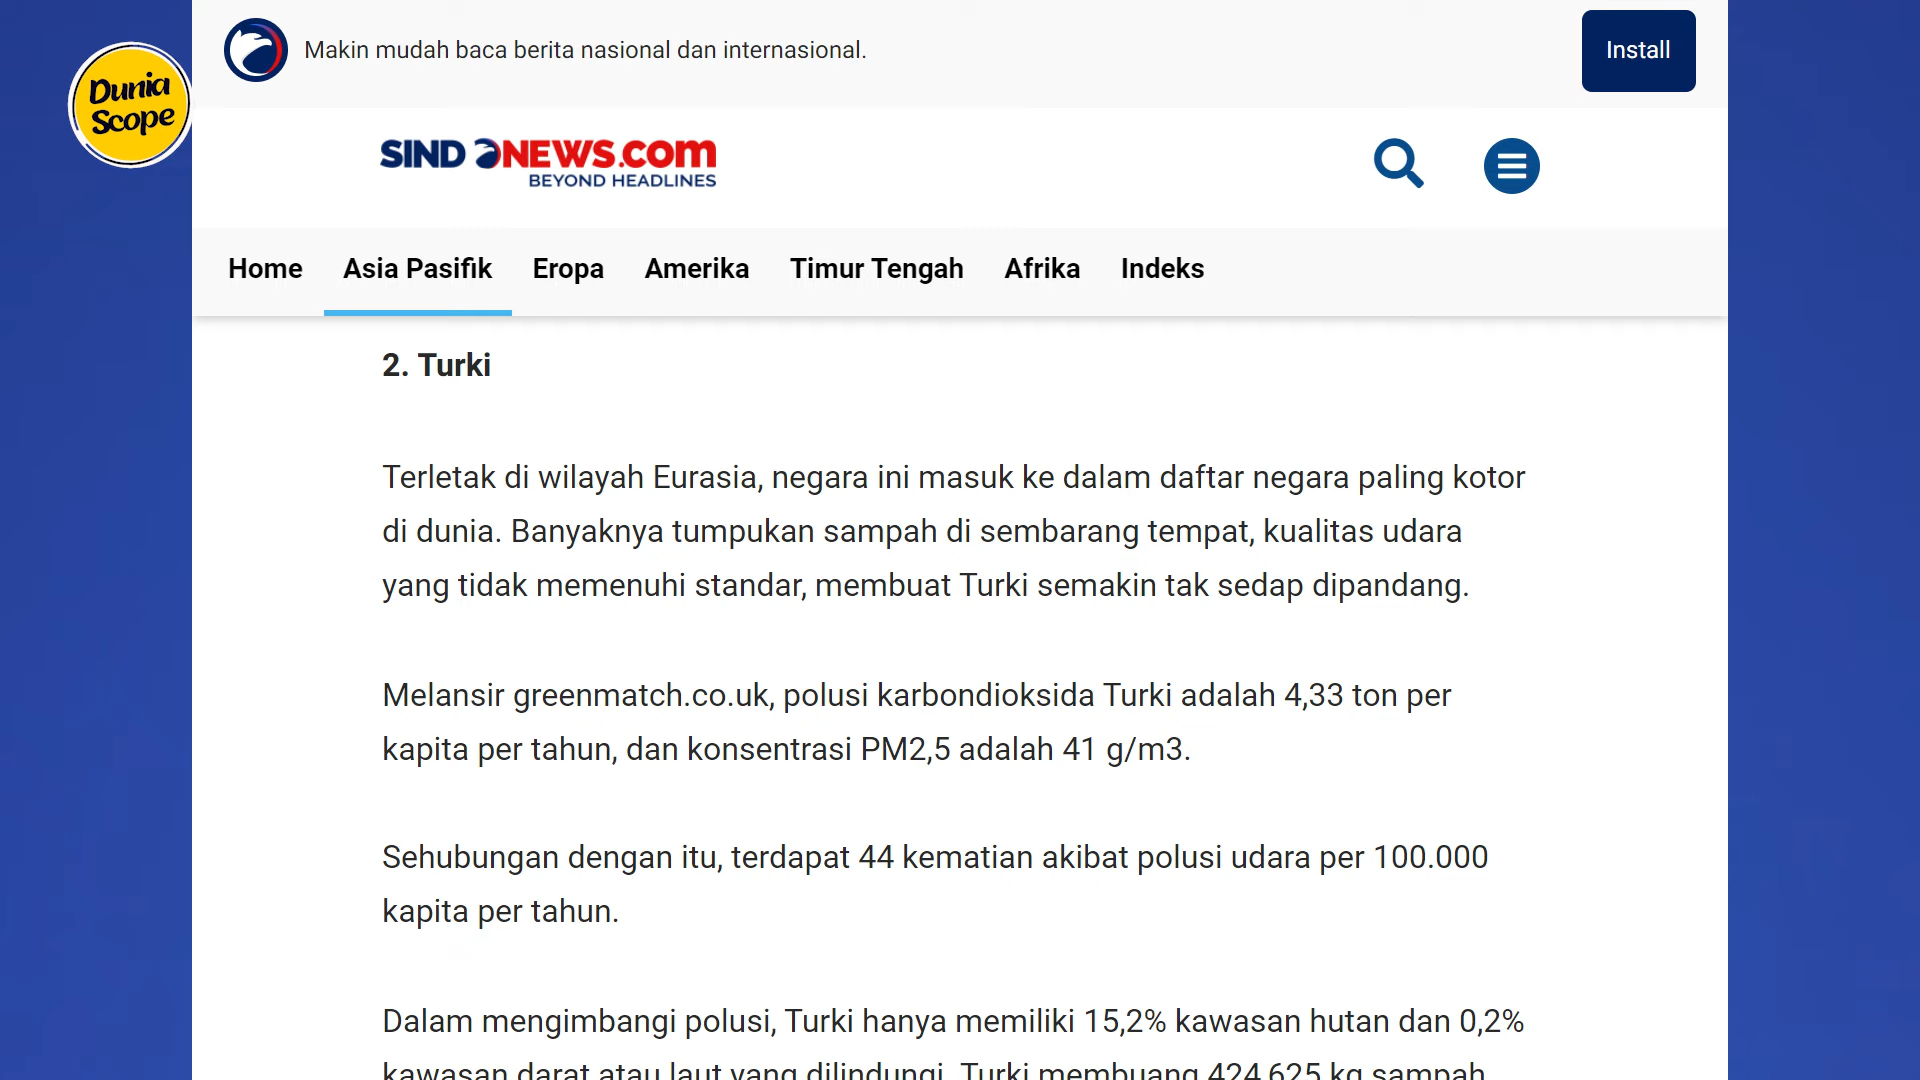 Dunia
Scope
Makin mudah baca berita nasional dan internasional.
Install
SINDONEWS.com
BEYOND HEADLINES
Home Asia Pasifik Eropa Amerika Timur Tengah Afrika Indeks
2. Turki
Terletak di wilayah Eurasia, negara ini masuk ke dalam daftar negara paling kotor
di dunia. Banyaknya tumpukan sampah di sembarang tempat, kualitas udara
yang tidak memenuhi standar, membuat Turki semakin tak sedap dipandang.
Melansir greenmatch.co.uk, polusi karbondioksida Turki adalah 4,33 ton per
kapita per tahun, dan konsentrasi PM2,5 adalah 41 g/m3.
Sehubungan dengan itu, terdapat 44 kematian akibat polusi udara per 100.000
kapita per tahun.
Dalam mengimbangi polusi, Turki hanya memiliki 15,2% kawasan hutan dan 0,2%
kawasan darat atau laut yang dilindungi. Turki membuang 424.625 kg sampah